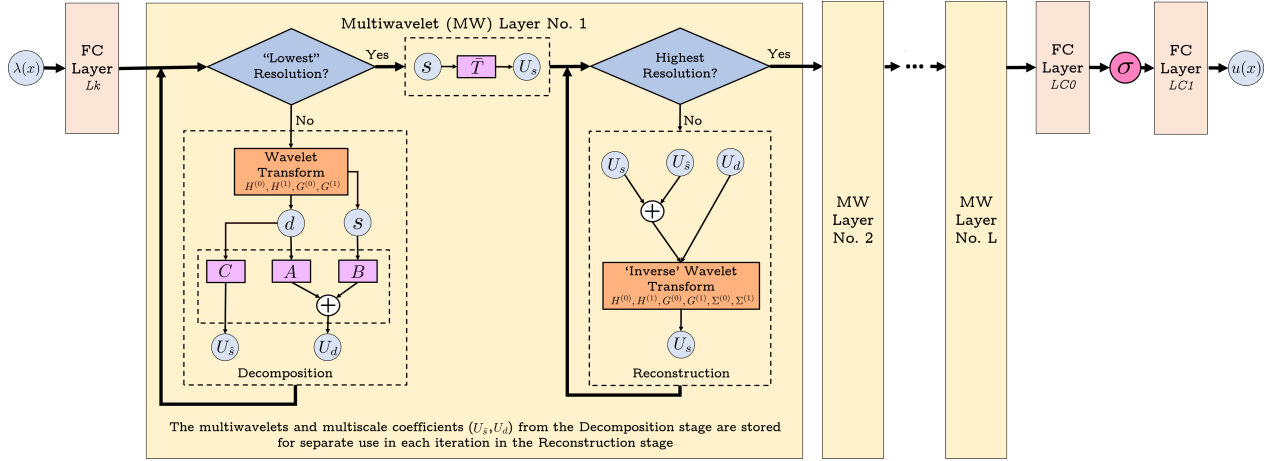 Multiwavelet (MW) Layer No. 1
λ(x)
FC
Layer
Lk
"Lowest"
Resolution?
Yes
S
T̄
U_s
Highest
Resolution?
Yes
FC
Layer
LC0
σ
FC
Layer
LC1
u(x)
No
Wavelet
Transform
H^(0), H^(1), G^(0), G^(1)
d
S
C
A
B
+
U_ŝ
U_d
Decomposition
No
U_s
U_ŝ
U_d
+
'Inverse' Wavelet
Transform
H^(0), H^(1), G^(0), G^(1), Σ^(0), Σ^(1)
U_s
Reconstruction
The multiwavelets and multiscale coefficients (U_ŝ,U_d) from the Decomposition stage are stored
for separate use in each iteration in the Reconstruction stage
MW
Layer
No. 2
MW
Layer
No. L